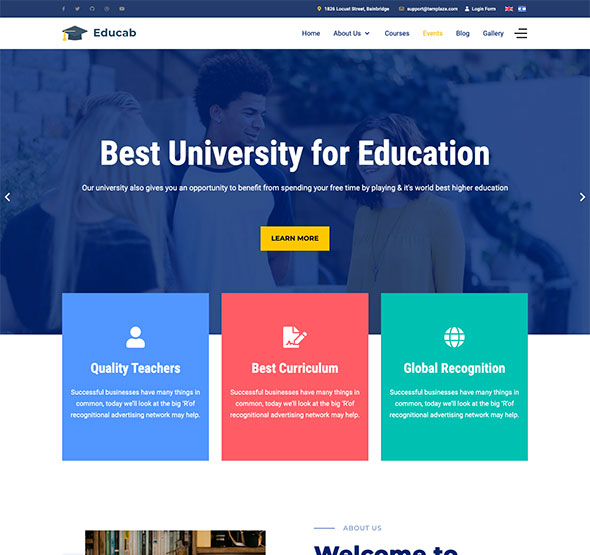 1826 Locust Street, Bainbridge support@templaza.com Login Form
Educab
Home About Us Courses Events Blog Gallery
Best University for Education
Our university also gives you an opportunity to benefit from spending your free time by playing & it's world best higher education
LEARN MORE
Quality Teachers
Successful businesses have many things in
common, today we'll look at the big 'R'of
recognitional advertising network may help.
Best Curriculum
Successful businesses have many things in
common, today we'll look at the big 'R'of
recognitional advertising network may help.
Global Recognition
Successful businesses have many things in
common, today we'll look at the big 'R'of
recognitional advertising network may help.
ABOUT US
Welcome to